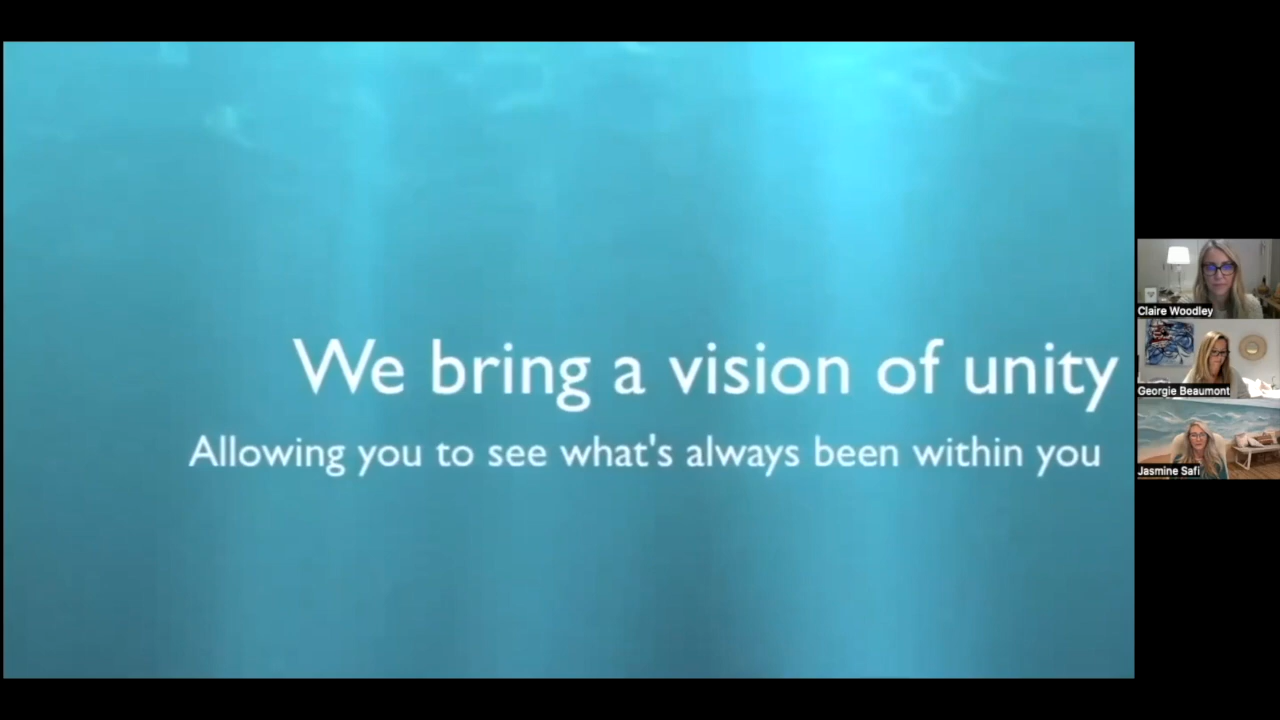 We bring a vision of unity
Allowing you to see what's always been within you
Claire Woodley
Georgie Beaumont
Jasmine Safi